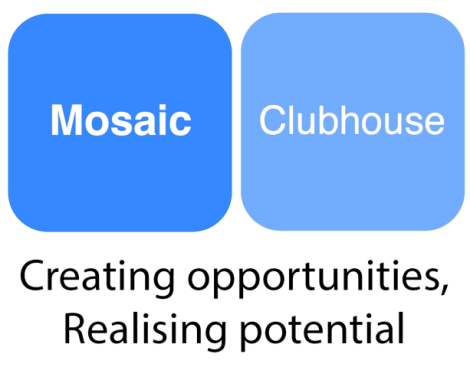 Mosaic Clubhouse
Creating opportunities,
Realising potential